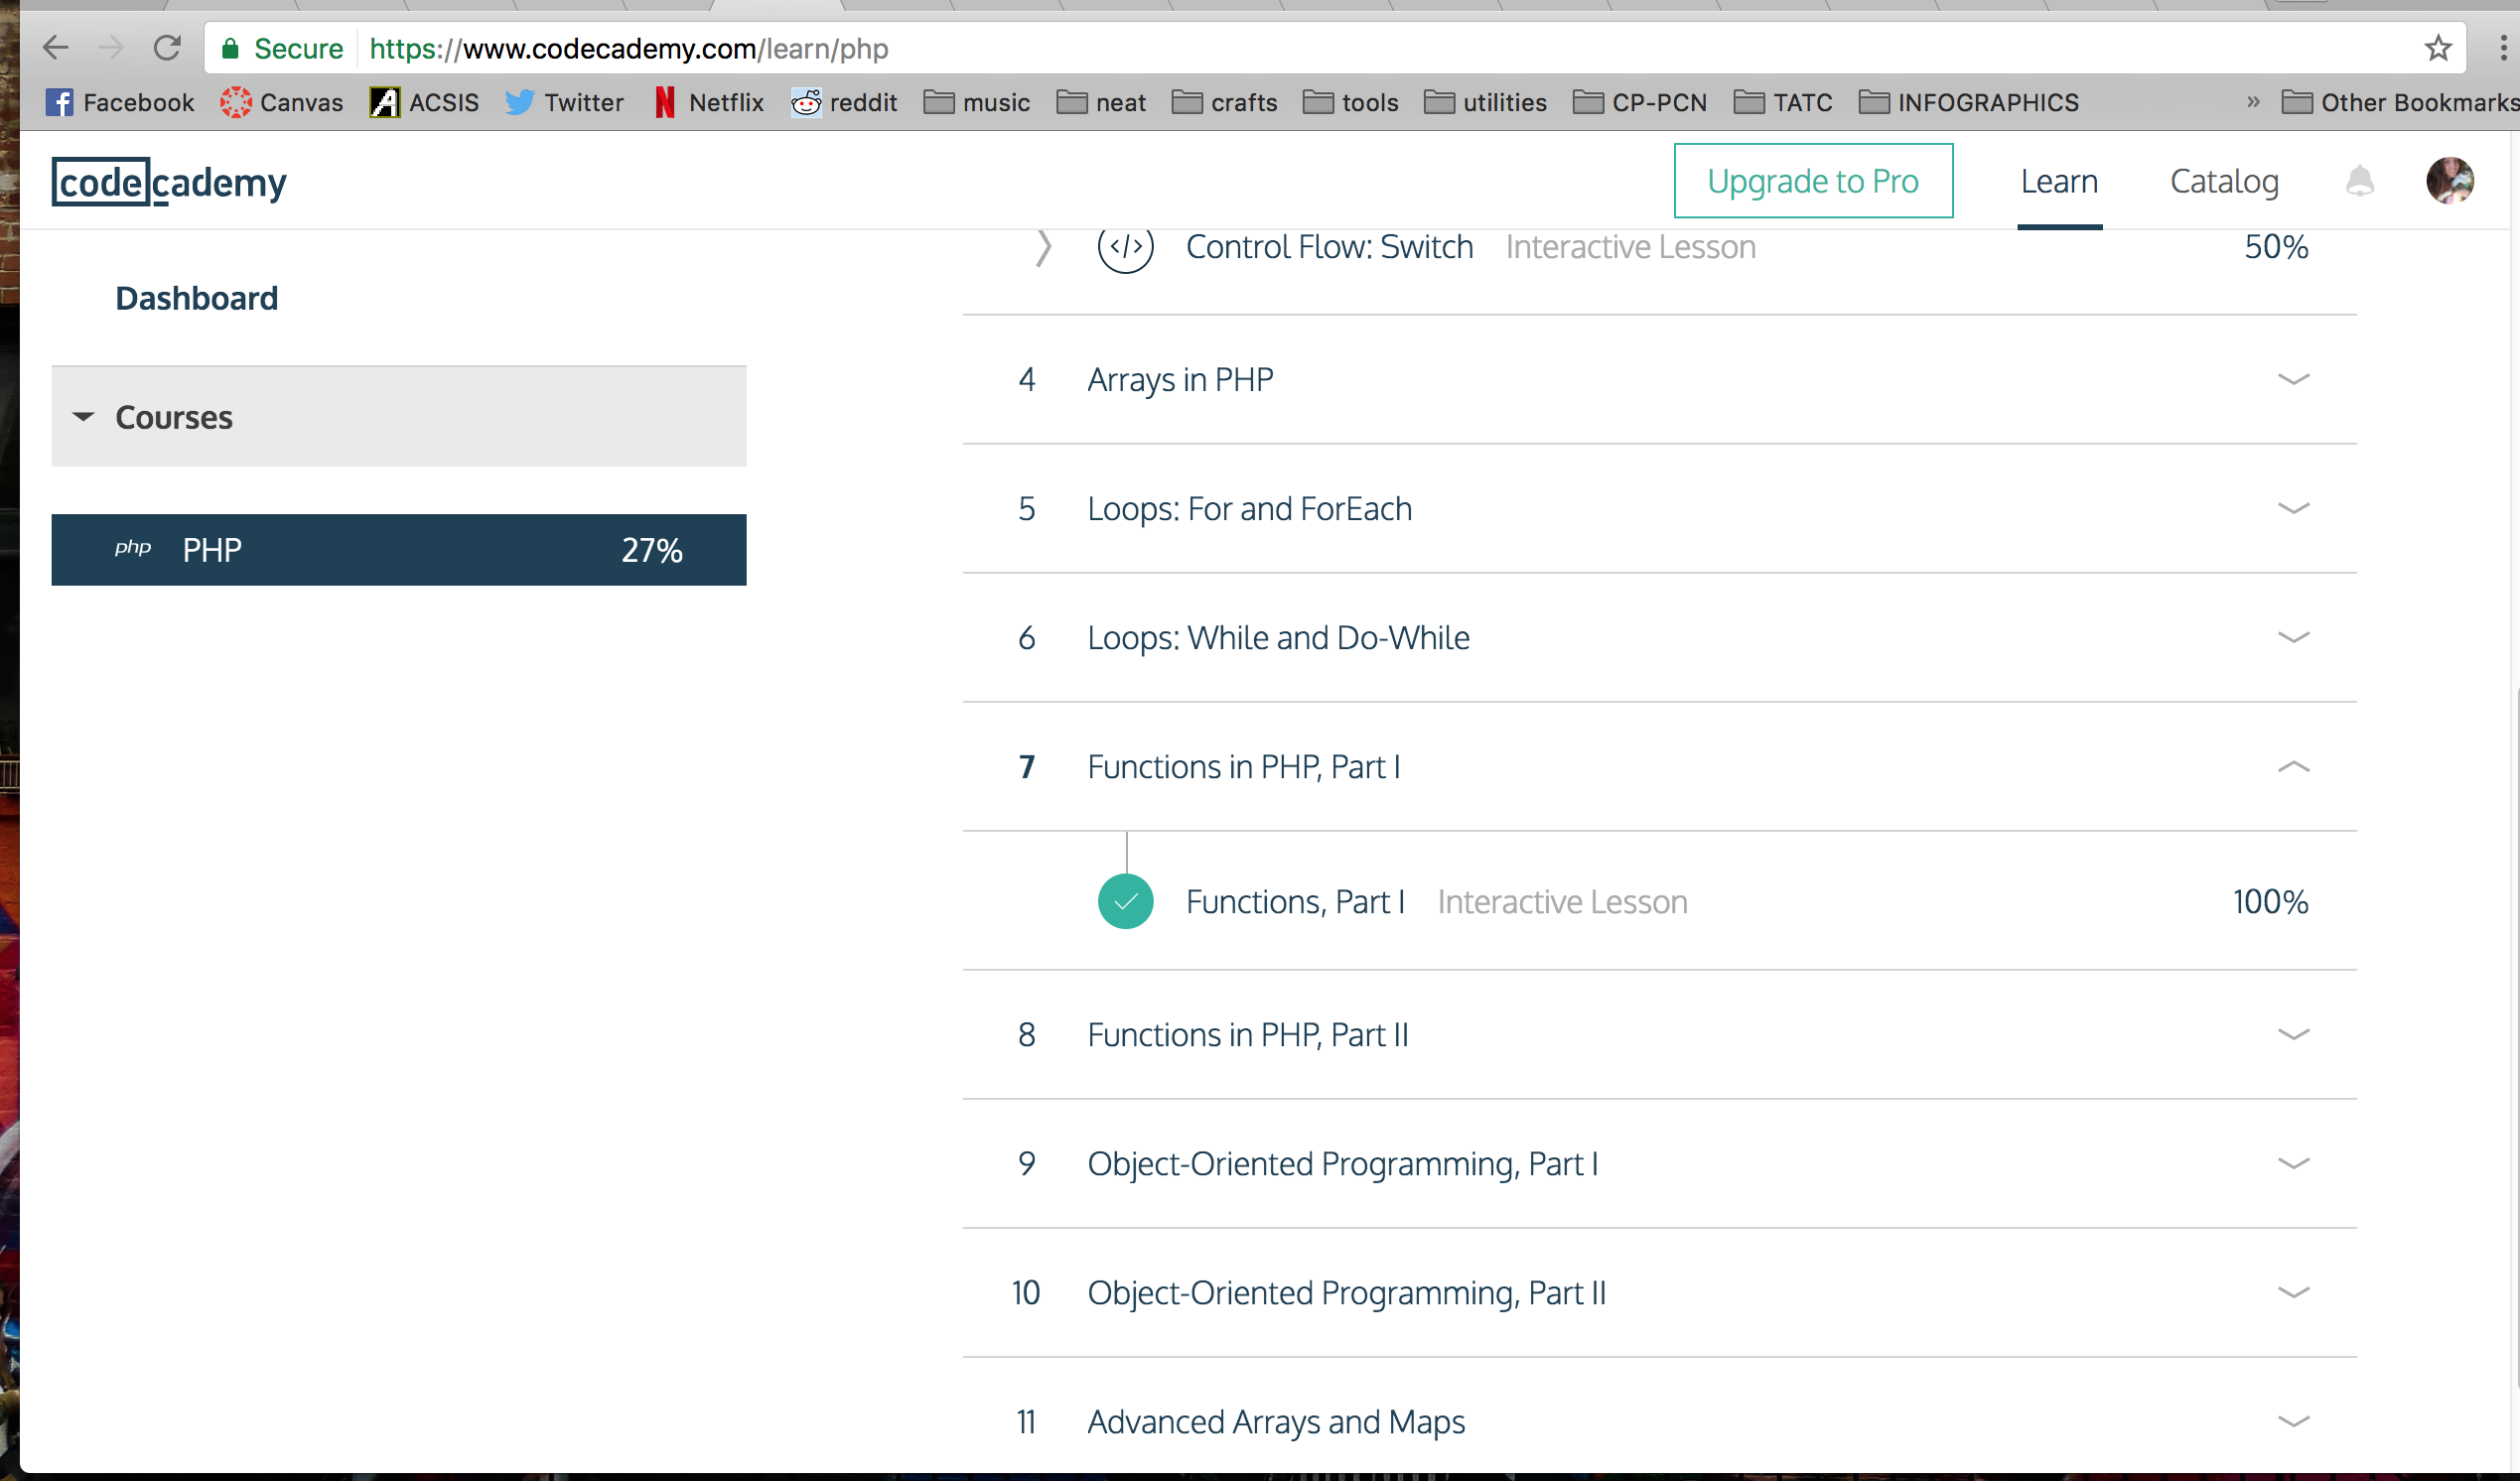 Secure https://www.codecademy.com/learn/php
Facebook Canvas ACSIS Twitter Netflix reddit music neat crafts tools utilities CP-PCN TATC INFOGRAPHICS » Other Bookmarks
codecademy Upgrade to Pro Learn Catalog
</> Control Flow: Switch Interactive Lesson 50%
Dashboard
4 Arrays in PHP
Courses
5 Loops: For and ForEach
php PHP 27%
6 Loops: While and Do-While
7 Functions in PHP, Part I
Functions, Part I Interactive Lesson 100%
8 Functions in PHP, Part II
9 Object-Oriented Programming, Part I
10 Object-Oriented Programming, Part II
11 Advanced Arrays and Maps